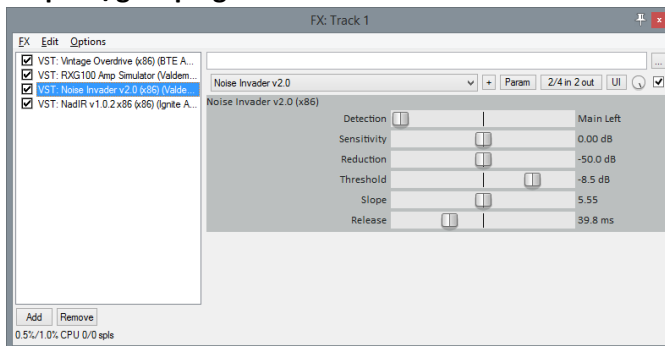 FX: Track 1
FX Edit Options
VST: Vintage Overdrive (x86) (BTE A...
VST: RXG100 Amp Simulator (Valdem...
VST: Noise Invader v2.0 (x86) (Valde...
VST: NadIR v1.0.2 x86 (x86) (Ignite A...
...
Noise Invader v2.0 + Param 2/4 in 2 out UI
Noise Invader v2.0 (x86)
Detection Main Left
Sensitivity 0.00 dB
Reduction -50.0 dB
Threshold -8.5 dB
Slope 5.55
Release 39.8 ms
Add Remove
0.5%/1.0% CPU 0/0 spls